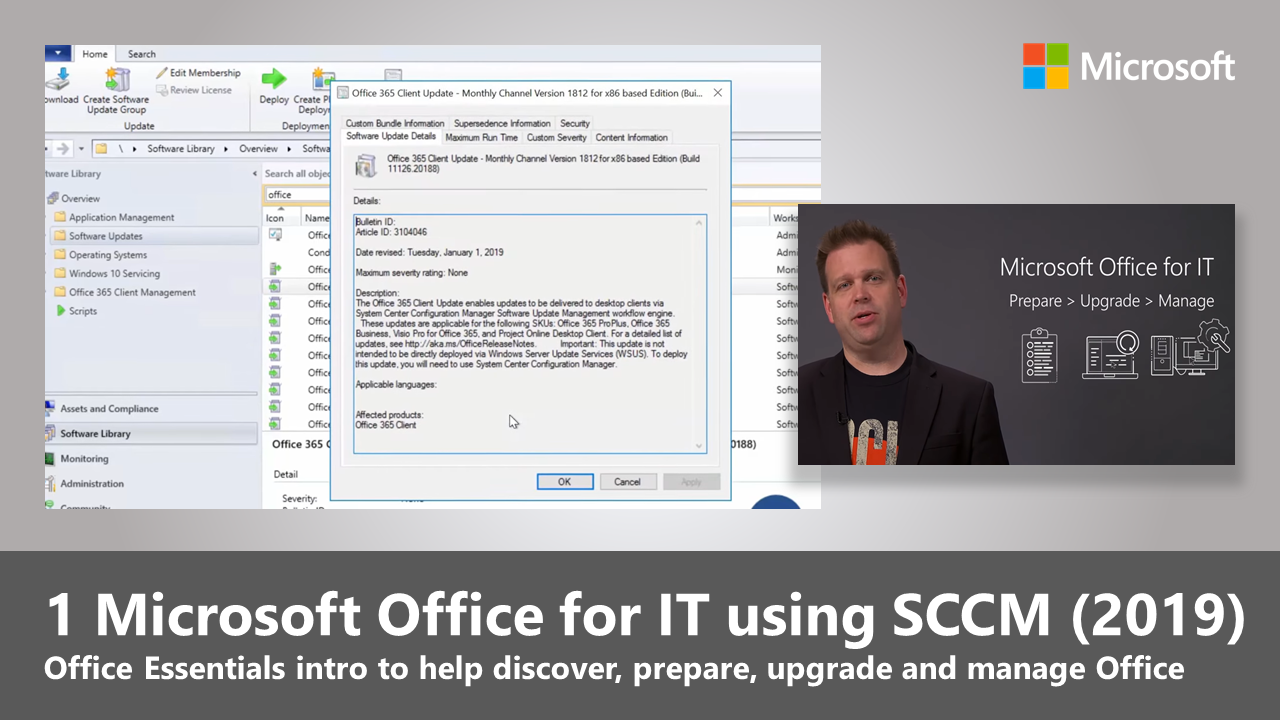 Home Search
Microsoft
Edit Membership
Review License
Create Software
Update Group
Deploy
Update
Deployment
Office 365 Client Update - Monthly Channel Version 1812 for x86 based Edition (Bui...
Custom Bundle Information Supersedence Information Security
Software Update Details Maximum Run Time Custom Severity Content Information
Office 365 Client Update - Monthly Channel Version 1812 for x86 based Edition (Build
11126.20188)
Details:
Bulletin ID:
Article ID: 3104046
Date revised: Tuesday, January 1, 2019
Maximum severity rating: None
Description:
The Office 365 Client Update enables updates to be delivered to desktop clients via
System Center Configuration Manager Software Update Management workflow engine.
These updates are applicable for the following SKUs: Office 365 ProPlus, Office 365
Business, Visio Pro for Office 365, and Project Online Desktop Client. For a detailed list of
updates, see http://aka.ms/OfficeReleaseNotes. Important: This update is not
intended to be directly deployed via Windows Server Update Services (WSUS). To deploy
this update, you will need to use System Center Configuration Manager.
Applicable languages:
Affected products:
Office 365 Client
OK Cancel Apply
\ Software Library Overview
Search all
office
Icon Name
Overview
Application Management
Software Updates
Operating Systems
Windows 10 Servicing
Office 365 Client Management
Scripts
Assets and Compliance
Software Library
Monitoring
Administration
Community
Office 365
Detail
Severity:
Microsoft Office for IT
Prepare > Upgrade > Manage
1 Microsoft Office for IT using SCCM (2019)
Office Essentials intro to help discover, prepare, upgrade and manage Office